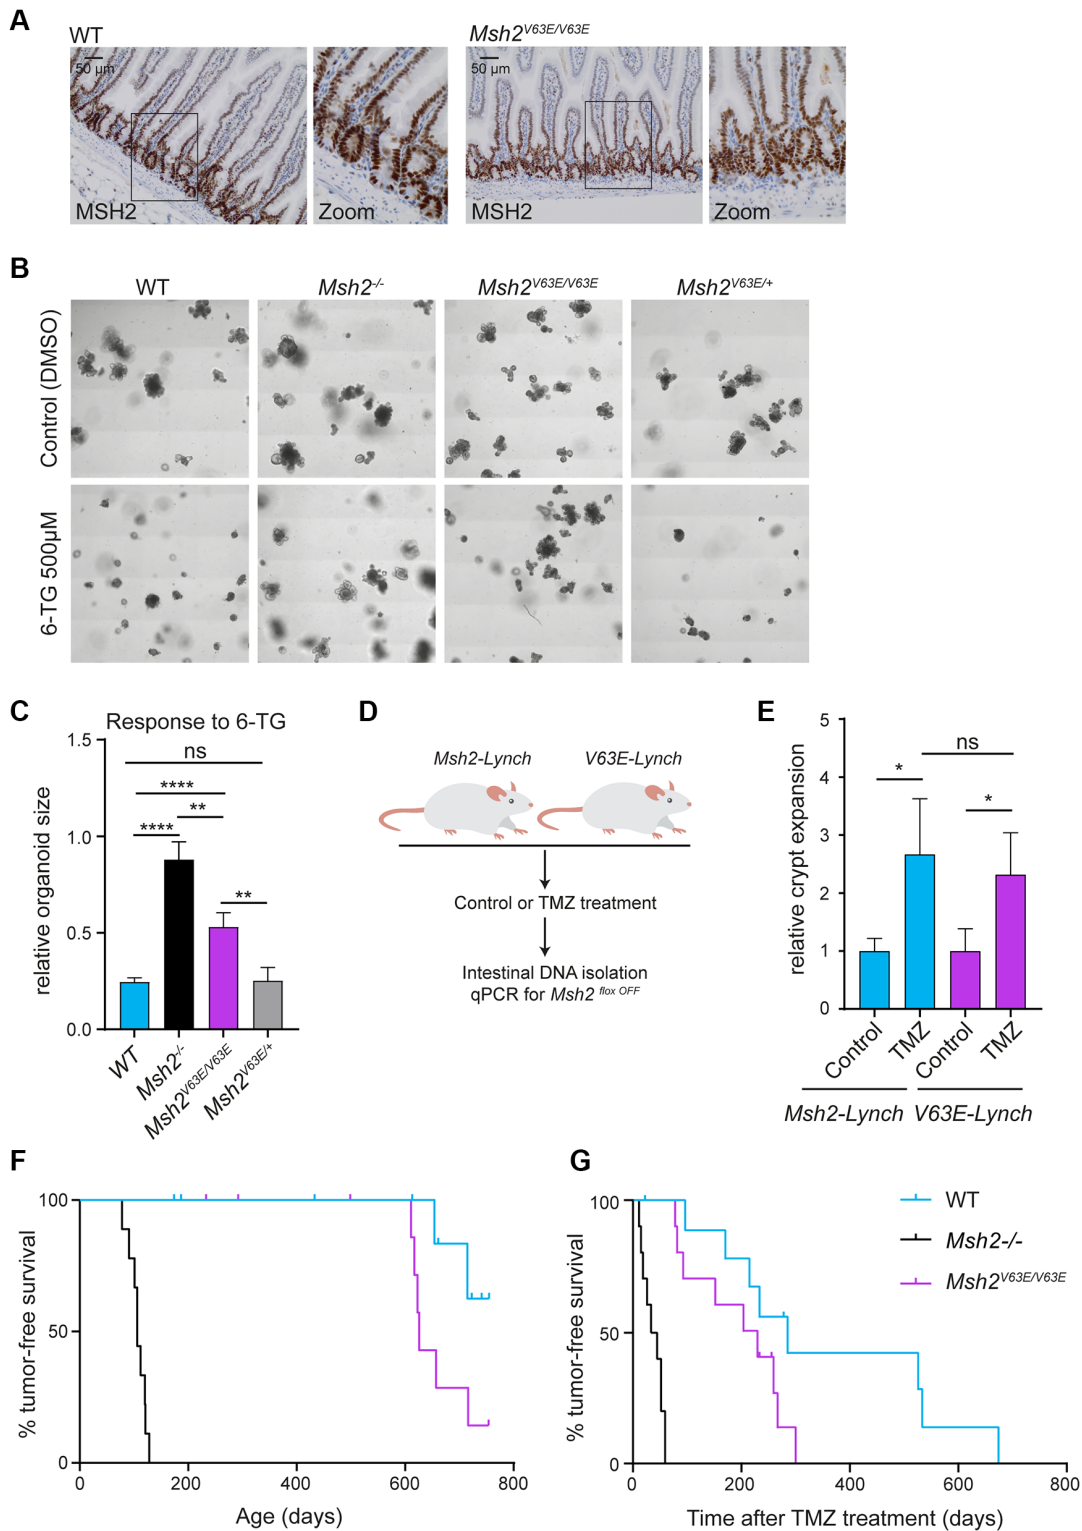 A
WT
Msh2V63E/V63E
50 µm
50 µm
MSH2
Zoom
MSH2
Zoom
B
WT
Msh2-/-
Msh2V63E/V63E
Msh2V63E/+
Control (DMSO)
6-TG 500µM
C
Response to 6-TG
relative organoid size
1.5
1.0
0.5
0.0
ns
****
**
****
**
WT
Msh2-/-
Msh2V63E/V63E
Msh2V63E/+
D
Msh2-Lynch
V63E-Lynch
Control or TMZ treatment
Intestinal DNA isolation
qPCR for Msh2 flox OFF
E
relative crypt expansion
5
4
3
2
1
0
ns
*
*
Control
TMZ
Control
TMZ
Msh2-Lynch
V63E-Lynch
F
% tumor-free survival
100
50
0
0
200
400
600
800
Age (days)
G
% tumor-free survival
100
50
0
0
200
400
600
800
Time after TMZ treatment (days)
WT
Msh2-/-
Msh2V63E/V63E